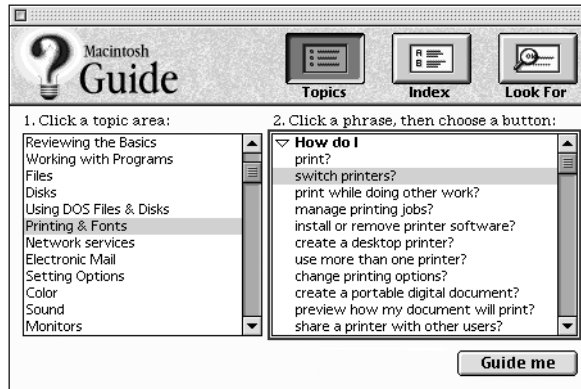 Macintosh
Guide
Topics
Index
Look For
1. Click a topic area:
Reviewing the Basics
Working with Programs
Files
Disks
Using DOS Files & Disks
Printing & Fonts
Network services
Electronic Mail
Setting Options
Color
Sound
Monitors
2. Click a phrase, then choose a button:
How do I
print?
switch printers?
print while doing other work?
manage printing jobs?
install or remove printer software?
create a desktop printer?
use more than one printer?
change printing options?
create a portable digital document?
preview how my document will print?
share a printer with other users?
Guide me